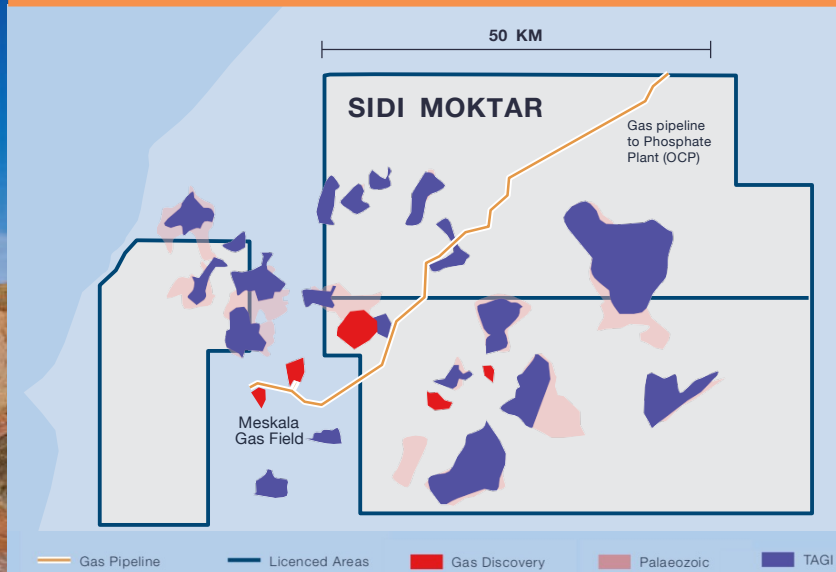 50 KM
SIDI MOKTAR
Gas pipeline
to Phosphate
Plant (OCP)
Meskala
Gas Field
Gas Pipeline
Licenced Areas
Gas Discovery
Palaeozoic
TAGI